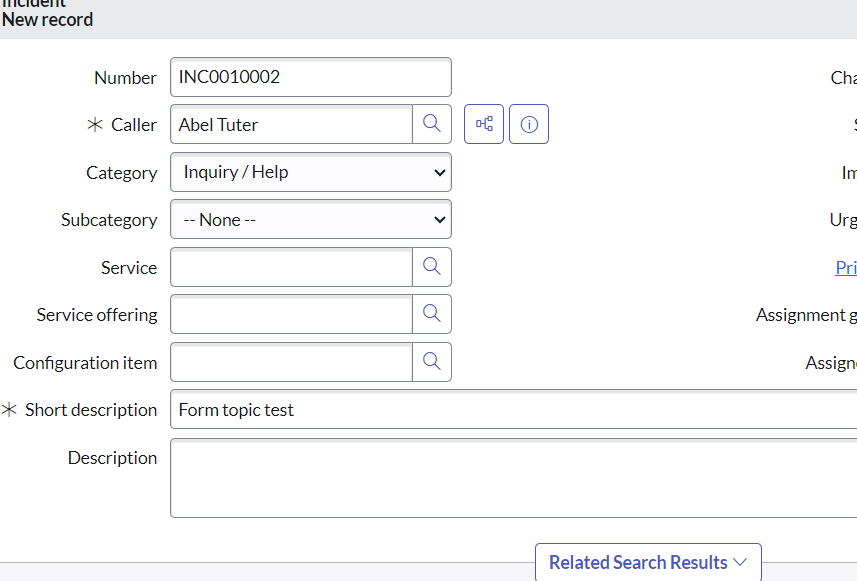 Incident
New record
Number INC0010002 Cha
Caller Abel Tuter
Category Inquiry / Help Im
Subcategory -- None -- Urg
Service Pri
Service offering Assignment g
Configuration item Assigne
Short description Form topic test
Description
Related Search Results